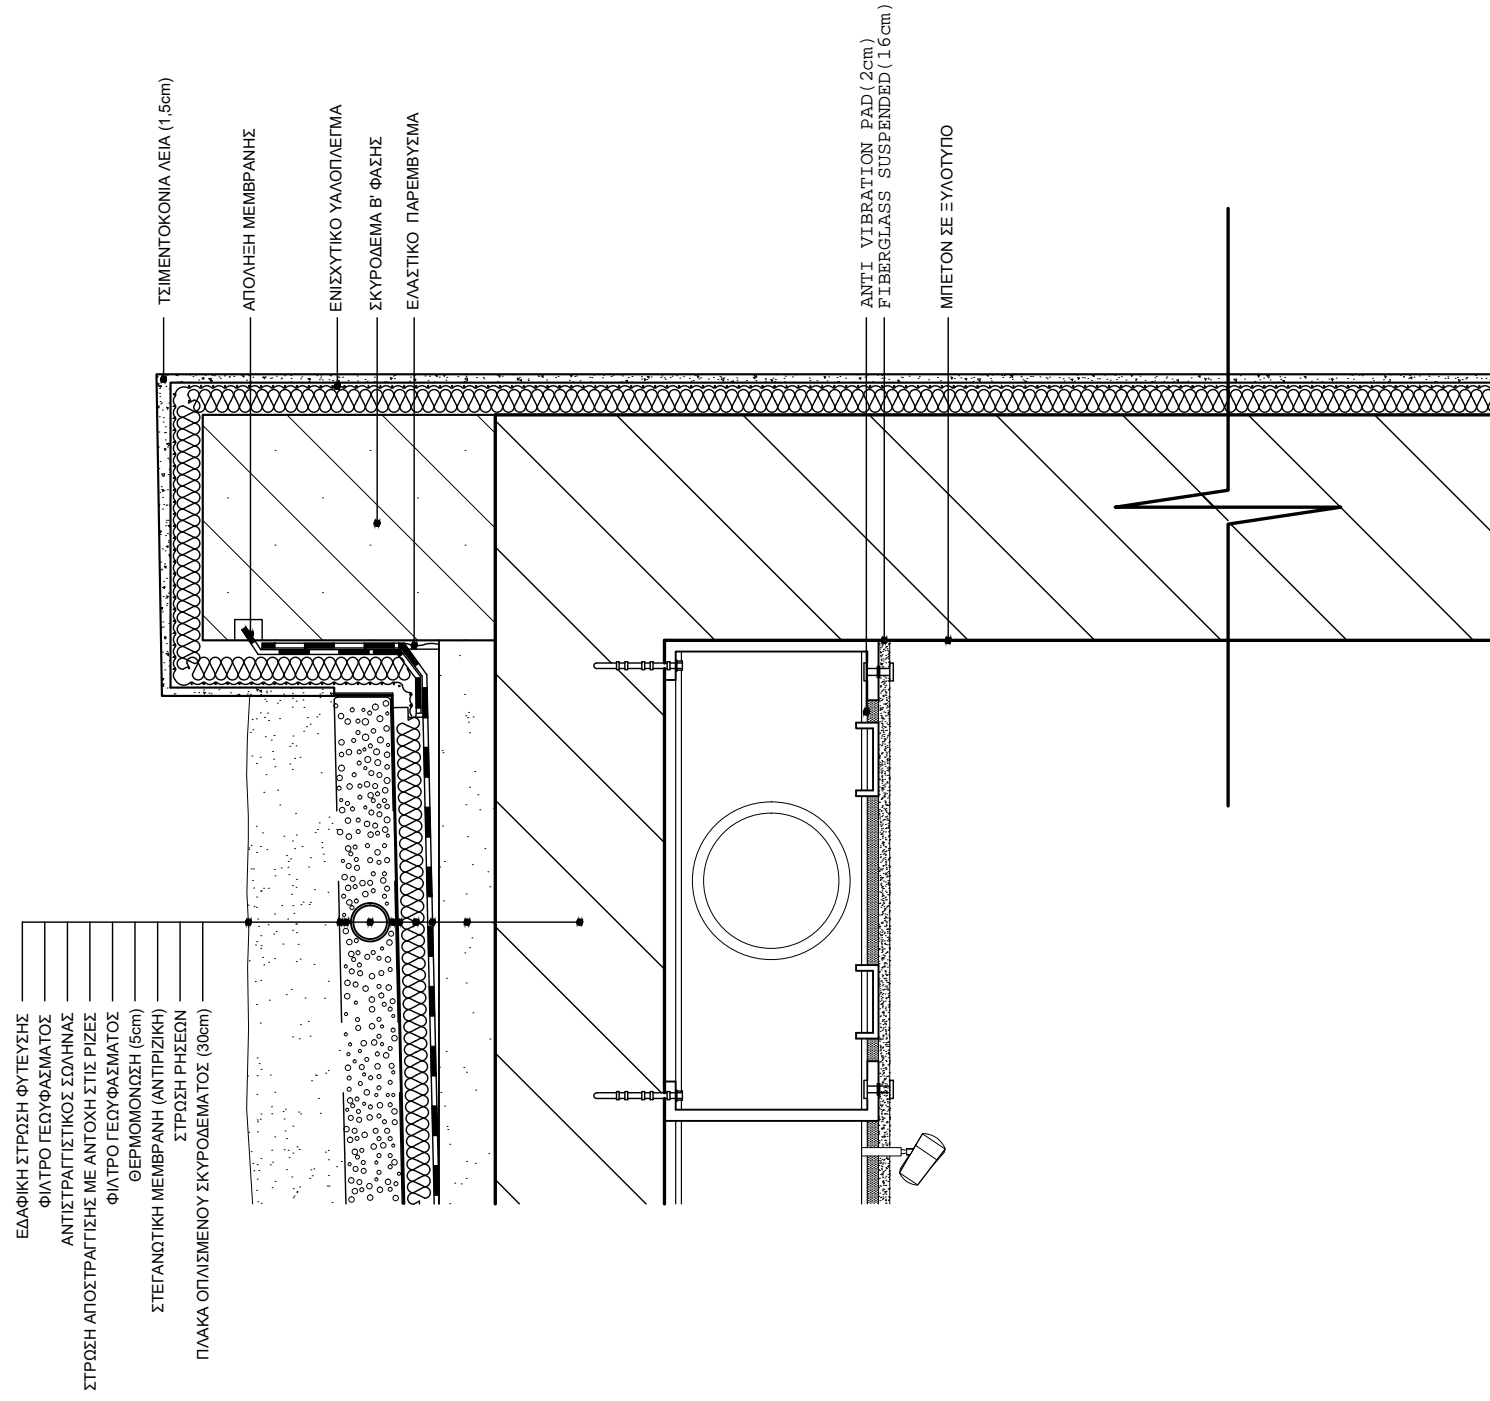 ΤΣΙΜΕΝΤΟΚΟΝΙΑ ΛΕΙΑ (1,5cm)
ΑΠΟΛΗΞΗ ΜΕΜΒΡΑΝΗΣ
ΕΝΙΣΧΥΤΙΚΟ ΥΑΛΟΠΛΕΓΜΑ
ΣΚΥΡΟΔΕΜΑ Β' ΦΑΣΗΣ
ΕΛΑΣΤΙΚΟ ΠΑΡΕΜΒΥΣΜΑ
ANTI VIBRATION PAD(2cm)
FIBERGLASS SUSPENDED(16cm)
ΜΠΕΤΟΝ ΣΕ ΞΥΛΟΤΥΠΟ
ΕΔΑΦΙΚΗ ΣΤΡΩΣΗ ΦΥΤΕΥΣΗΣ
ΦΙΛΤΡΟ ΓΕΩΥΦΑΣΜΑΤΟΣ
ΑΝΤΙΣΤΡΑΓΓΙΣΤΙΚΟΣ ΣΩΛΗΝΑΣ
ΣΤΡΩΣΗ ΑΠΟΣΤΡΑΓΓΙΣΗΣ ΜΕ ΑΝΤΟΧΗ ΣΤΙΣ ΡΙΖΕΣ
ΦΙΛΤΡΟ ΓΕΩΥΦΑΣΜΑΤΟΣ
ΘΕΡΜΟΜΟΝΩΣΗ (5cm)
ΣΤΕΓΑΝΩΤΙΚΗ ΜΕΜΒΡΑΝΗ (ΑΝΤΙΡΙΖΙΚΗ)
ΣΤΡΩΣΗ ΡΗΣΕΩΝ
ΠΛΑΚΑ ΟΠΛΙΣΜΕΝΟΥ ΣΚΥΡΟΔΕΜΑΤΟΣ (30cm)